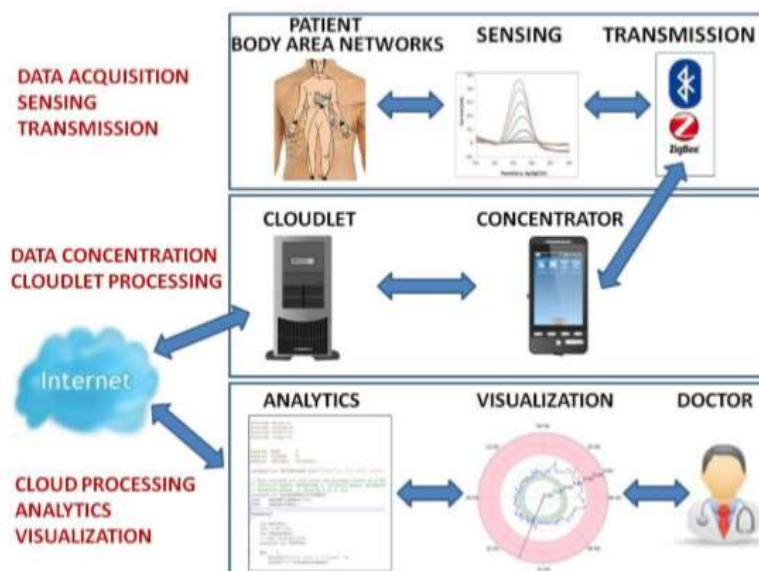 PATIENT
BODY AREA NETWORKS
SENSING
TRANSMISSION
DATA ACQUISITION
SENSING
TRANSMISSION
ZigBee
CLOUDLET
CONCENTRATOR
DATA CONCENTRATION
CLOUDLET PROCESSING
Internet
ANALYTICS
VISUALIZATION
DOCTOR
CLOUD PROCESSING
ANALYTICS
VISUALIZATION